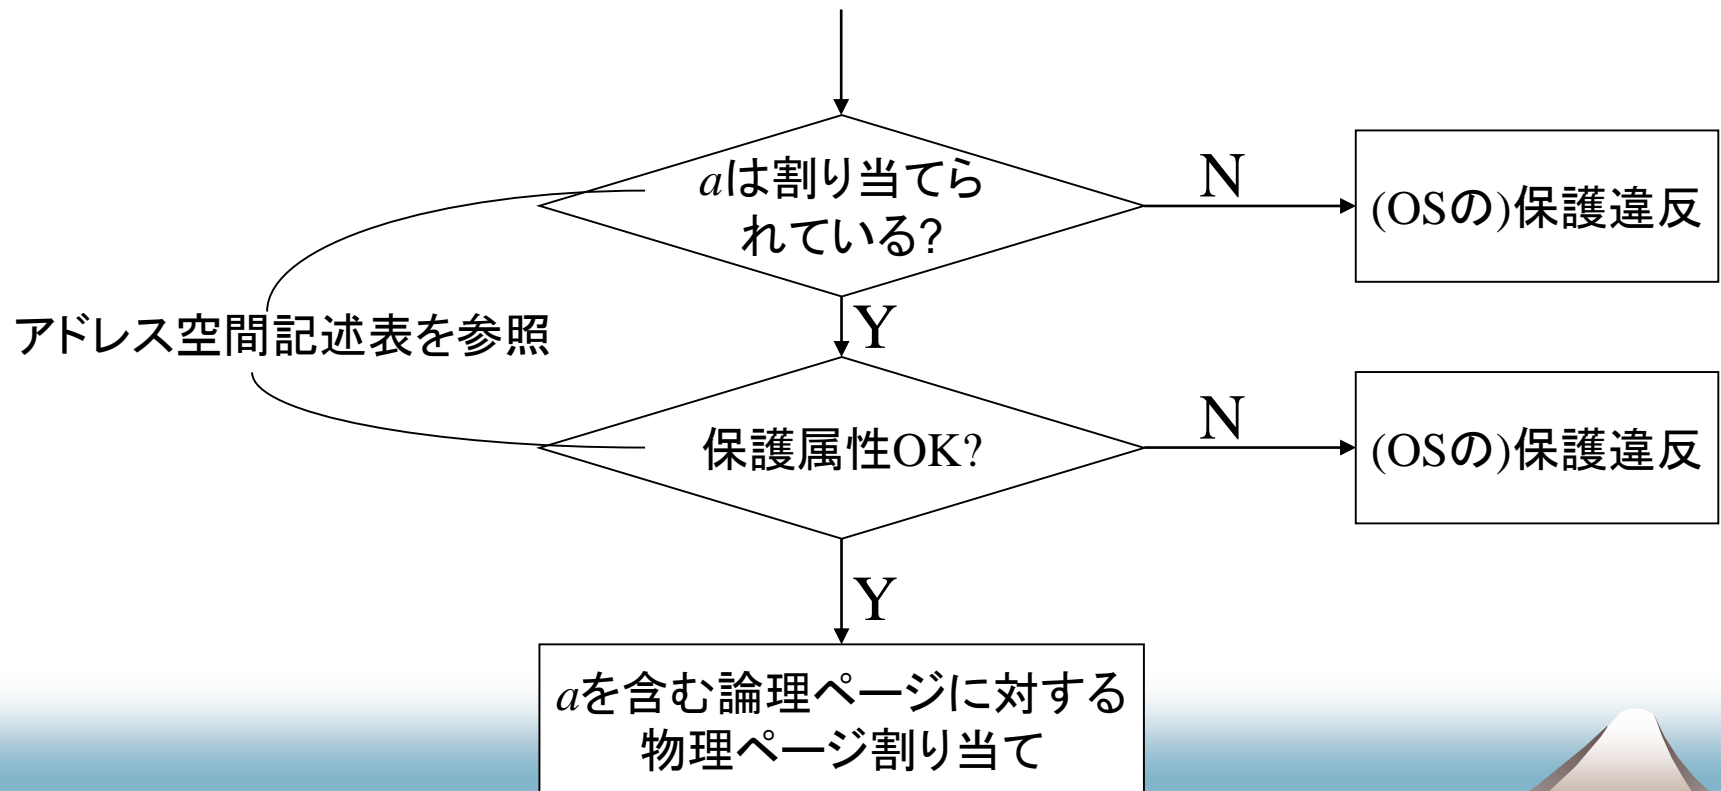 aは割り当てら
れている?
N
(OSの)保護違反
Y
アドレス空間記述表を参照
保護属性OK?
N
(OSの)保護違反
Y
aを含む論理ページに対する
物理ページ割り当て